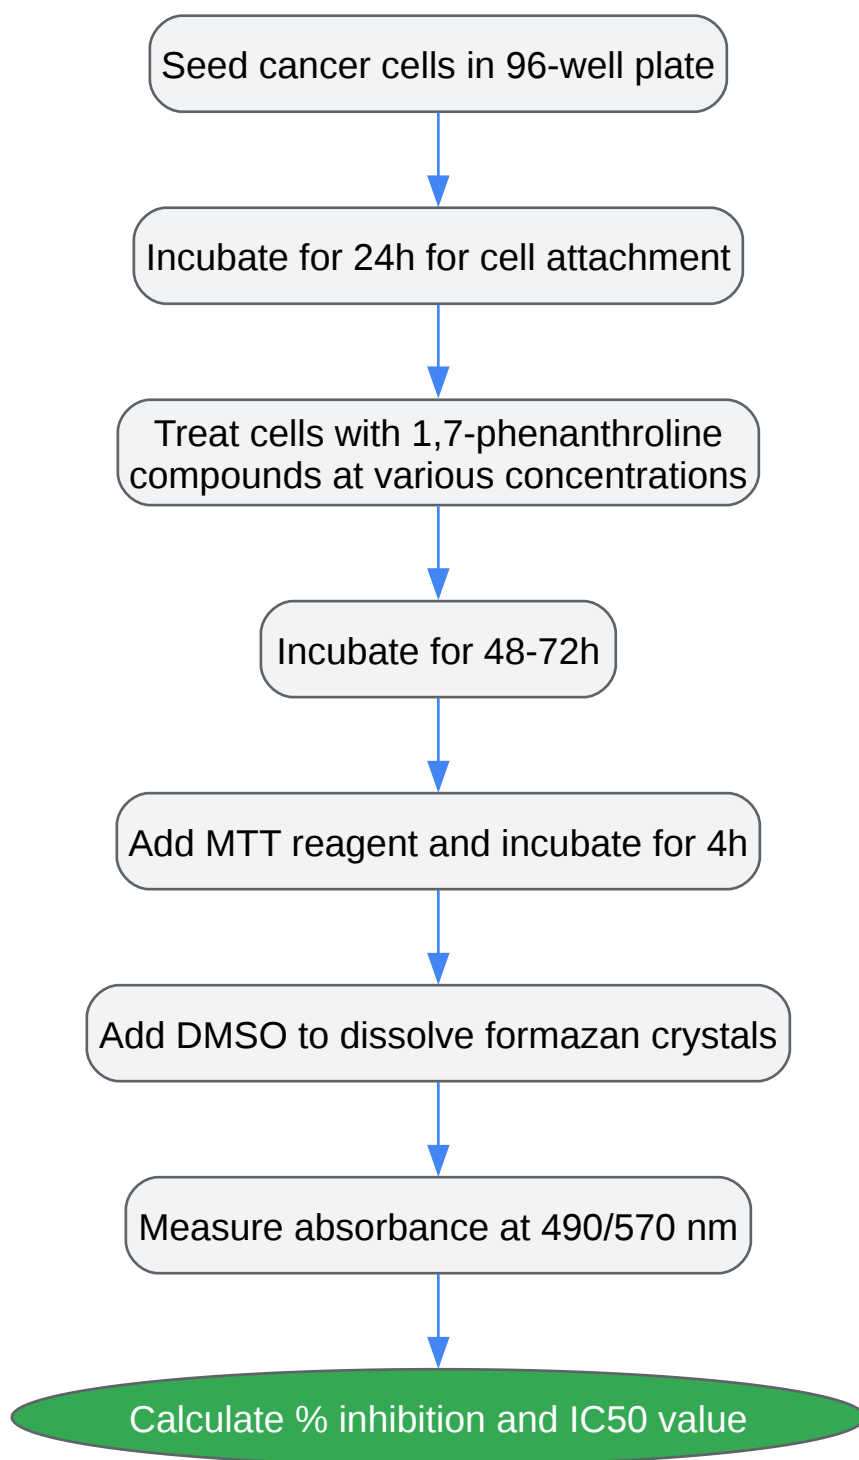 Seed cancer cells in 96-well plate
Incubate for 24h for cell attachment
Treat cells with 1,7-phenanthroline
compounds at various concentrations
Incubate for 48-72h
Add MTT reagent and incubate for 4h
Add DMSO to dissolve formazan crystals
Measure absorbance at 490/570 nm
Calculate % inhibition and IC50 value